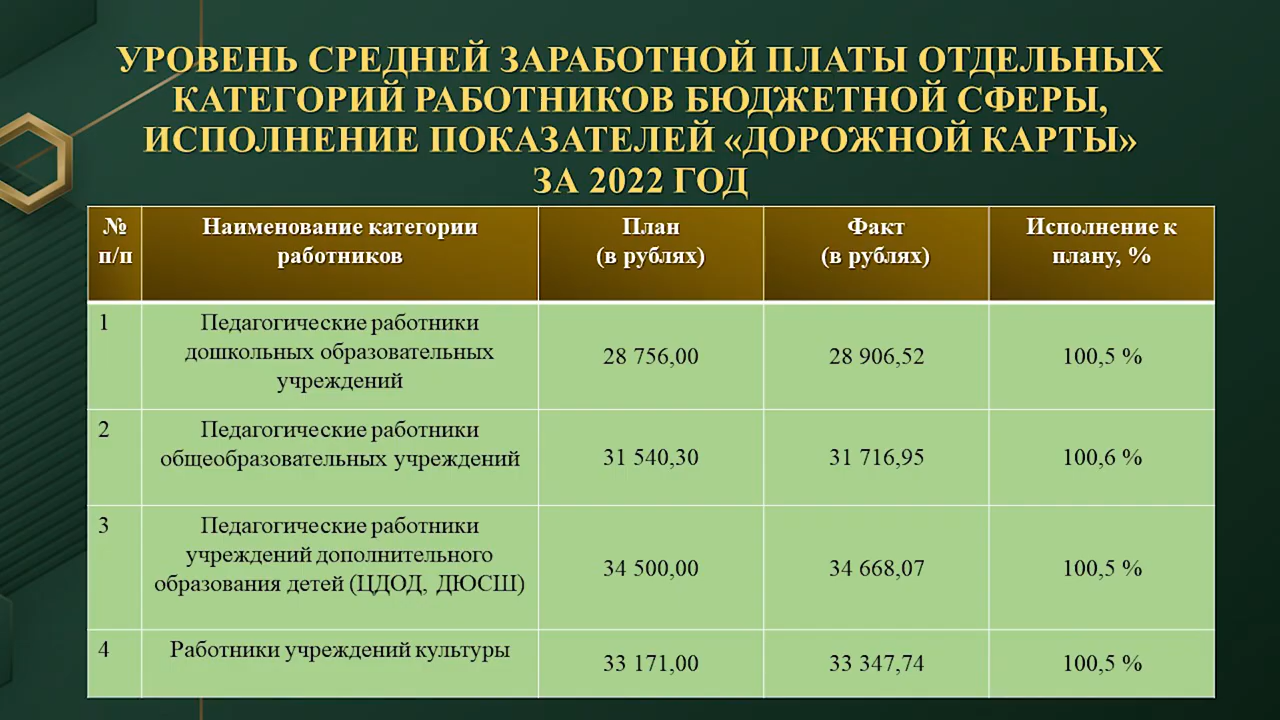 УРОВЕНЬ СРЕДНЕЙ ЗАРАБОТНОЙ ПЛАТЫ ОТДЕЛЬНЫХ
КАТЕГОРИЙ РАБОТНИКОВ БЮДЖЕТНОЙ СФЕРЫ,
ИСПОЛНЕНИЕ ПОКАЗАТЕЛЕЙ «ДОРОЖНОЙ КАРТЫ»
ЗА 2022 ГОД
№ п/п
Наименование категории
работников
План
(в рублях)
Факт
(в рублях)
Исполнение к
плану, %
1
Педагогические работники
дошкольных образовательных
учреждений
28 756,00
28 906,52
100,5 %
2
Педагогические работники
общеобразовательных учреждений
31 540,30
31 716,95
100,6 %
3
Педагогические работники
учреждений дополнительного
образования детей (ЦДОД, ДЮСШ)
34 500,00
34 668,07
100,5 %
4
Работники учреждений культуры
33 171,00
33 347,74
100,5 %